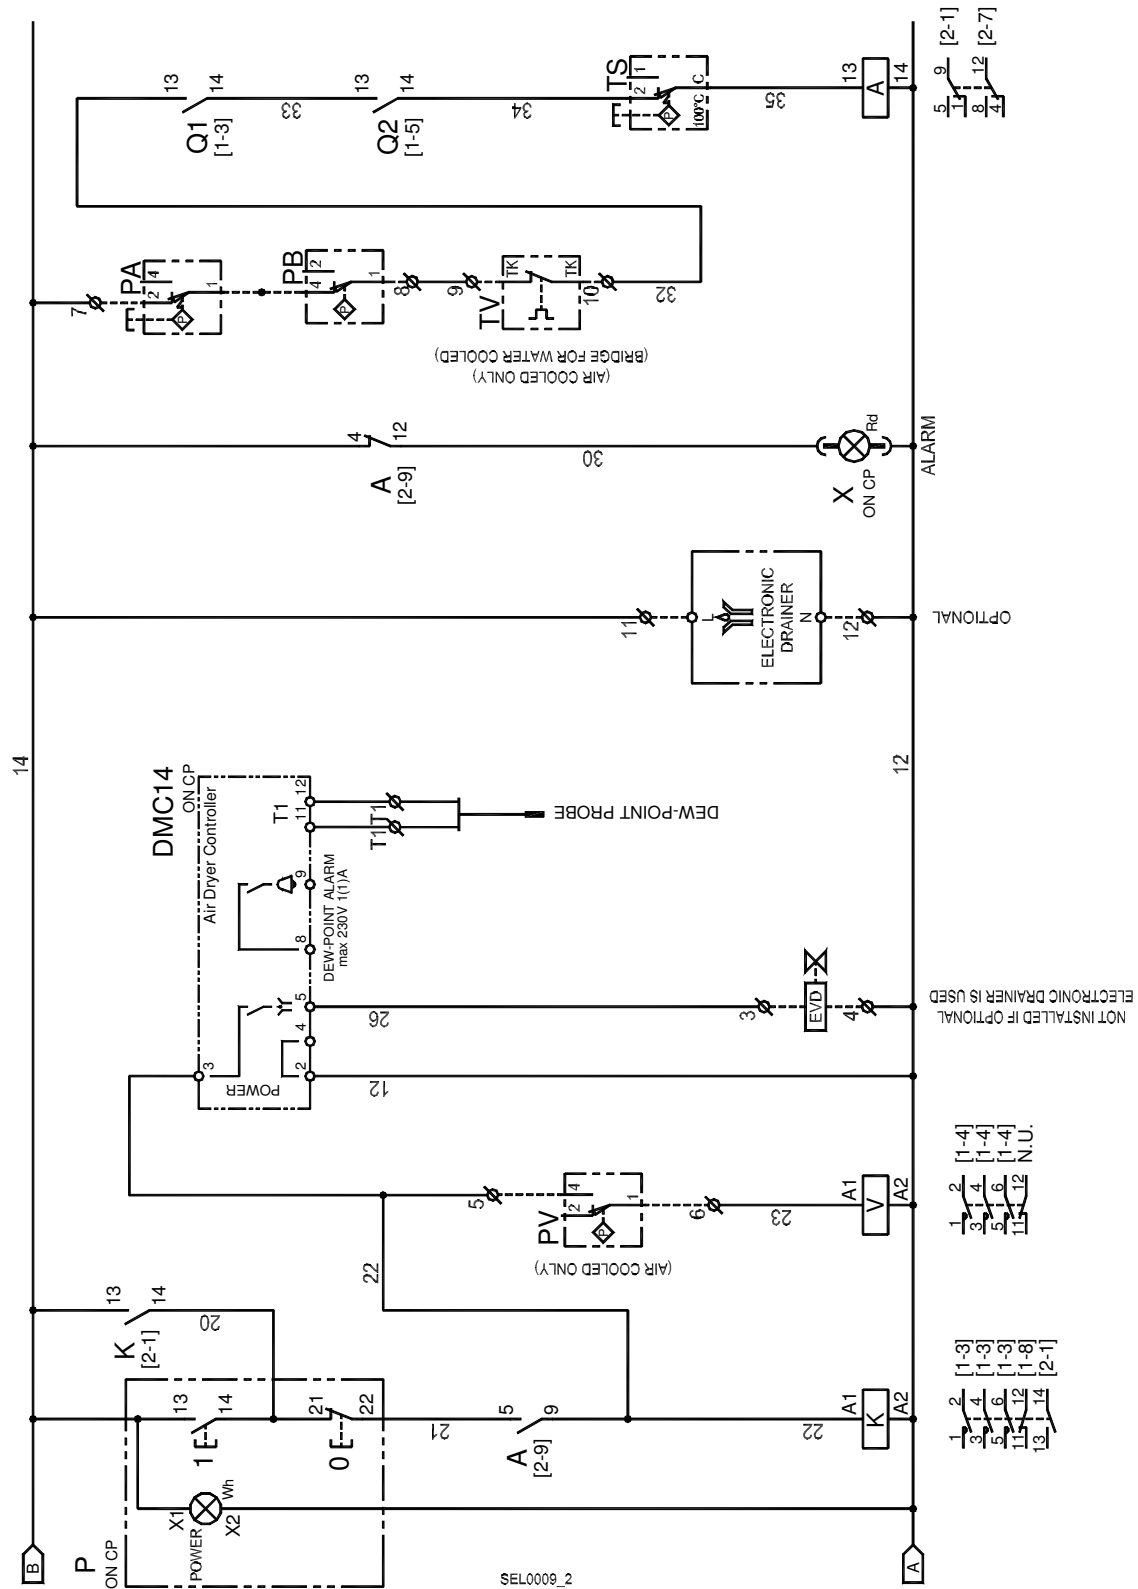 B
14
P
ON CP
POWER
X1
X2
Wh
1
13
14
0
21
22
K
[2-1]
13
14
20
21
A
[2-9]
5
9
22
22
A1
K
A2
A
12
1 2 [1-3]
3 4 [1-3]
5 6 [1-3]
11 12 [1-8]
13 14 [2-1]
5
PV
2 4
P
1
(AIR COOLED ONLY)
6
23
A1
V
A2
1 2 [1-4]
3 4 [1-4]
5 6 [1-4]
11 12 N.U.
DMC14
ON CP
Air Dryer Controller
POWER
3
2 4 5 8 9 11 12
T1
DEW-POINT ALARM
max 230V 1(1)A
T1 T1
DEW-POINT PROBE
12
26
3
EVD
4
NOT INSTALLED IF OPTIONAL
ELECTRONIC DRAINER IS USED
11
L
ELECTRONIC
DRAINER
N
12
OPTIONAL
A
[2-9]
4
12
30
X
ON CP
Rd
ALARM
7
PA
2 4
P
1
PB
4 2
P
1
8
9
TV
TK
TK
10
32
(AIR COOLED ONLY)
(BRIDGE FOR WATER COOLED)
Q1
[1-3]
13
14
33
Q2
[1-5]
13
14
34
TS
2 1
P
100°C C
35
13
A
14
5 9 [2-1]
1
8 12 [2-7]
4
SEL0009_2